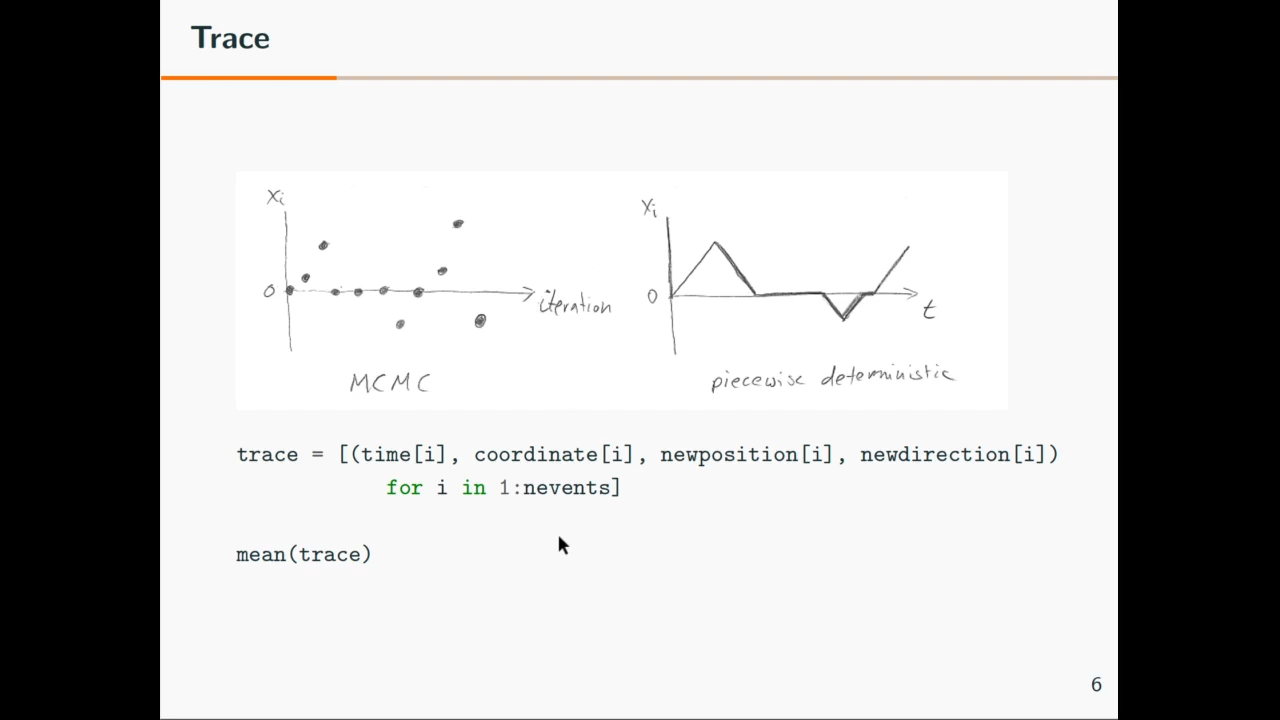 Trace
xi
0
iteration
MCMC
xi
0
t
piecewise deterministic
trace = [(time[i], coordinate[i], newposition[i], newdirection[i])
for i in 1:nevents]
mean(trace)
6